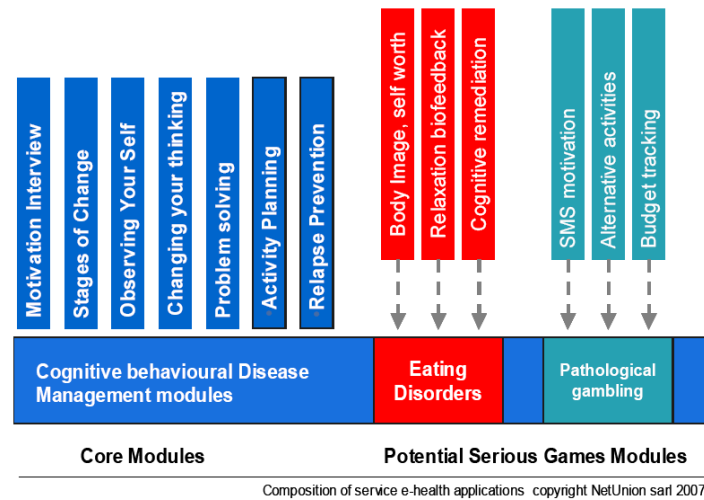 Motivation Interview
Stages of Change
Observing Your Self
Changing your thinking
Problem solving
• Activity Planning
• Relapse Prevention
Body Image, self worth
Relaxation biofeedback
Cognitive remediation
SMS motivation
Alternative activities
Budget tracking
Cognitive behavioural Disease
Management modules
Eating
Disorders
Pathological
gambling
Core Modules
Potential Serious Games Modules
Composition of service e-health applications copyright NetUnion sarl 2007